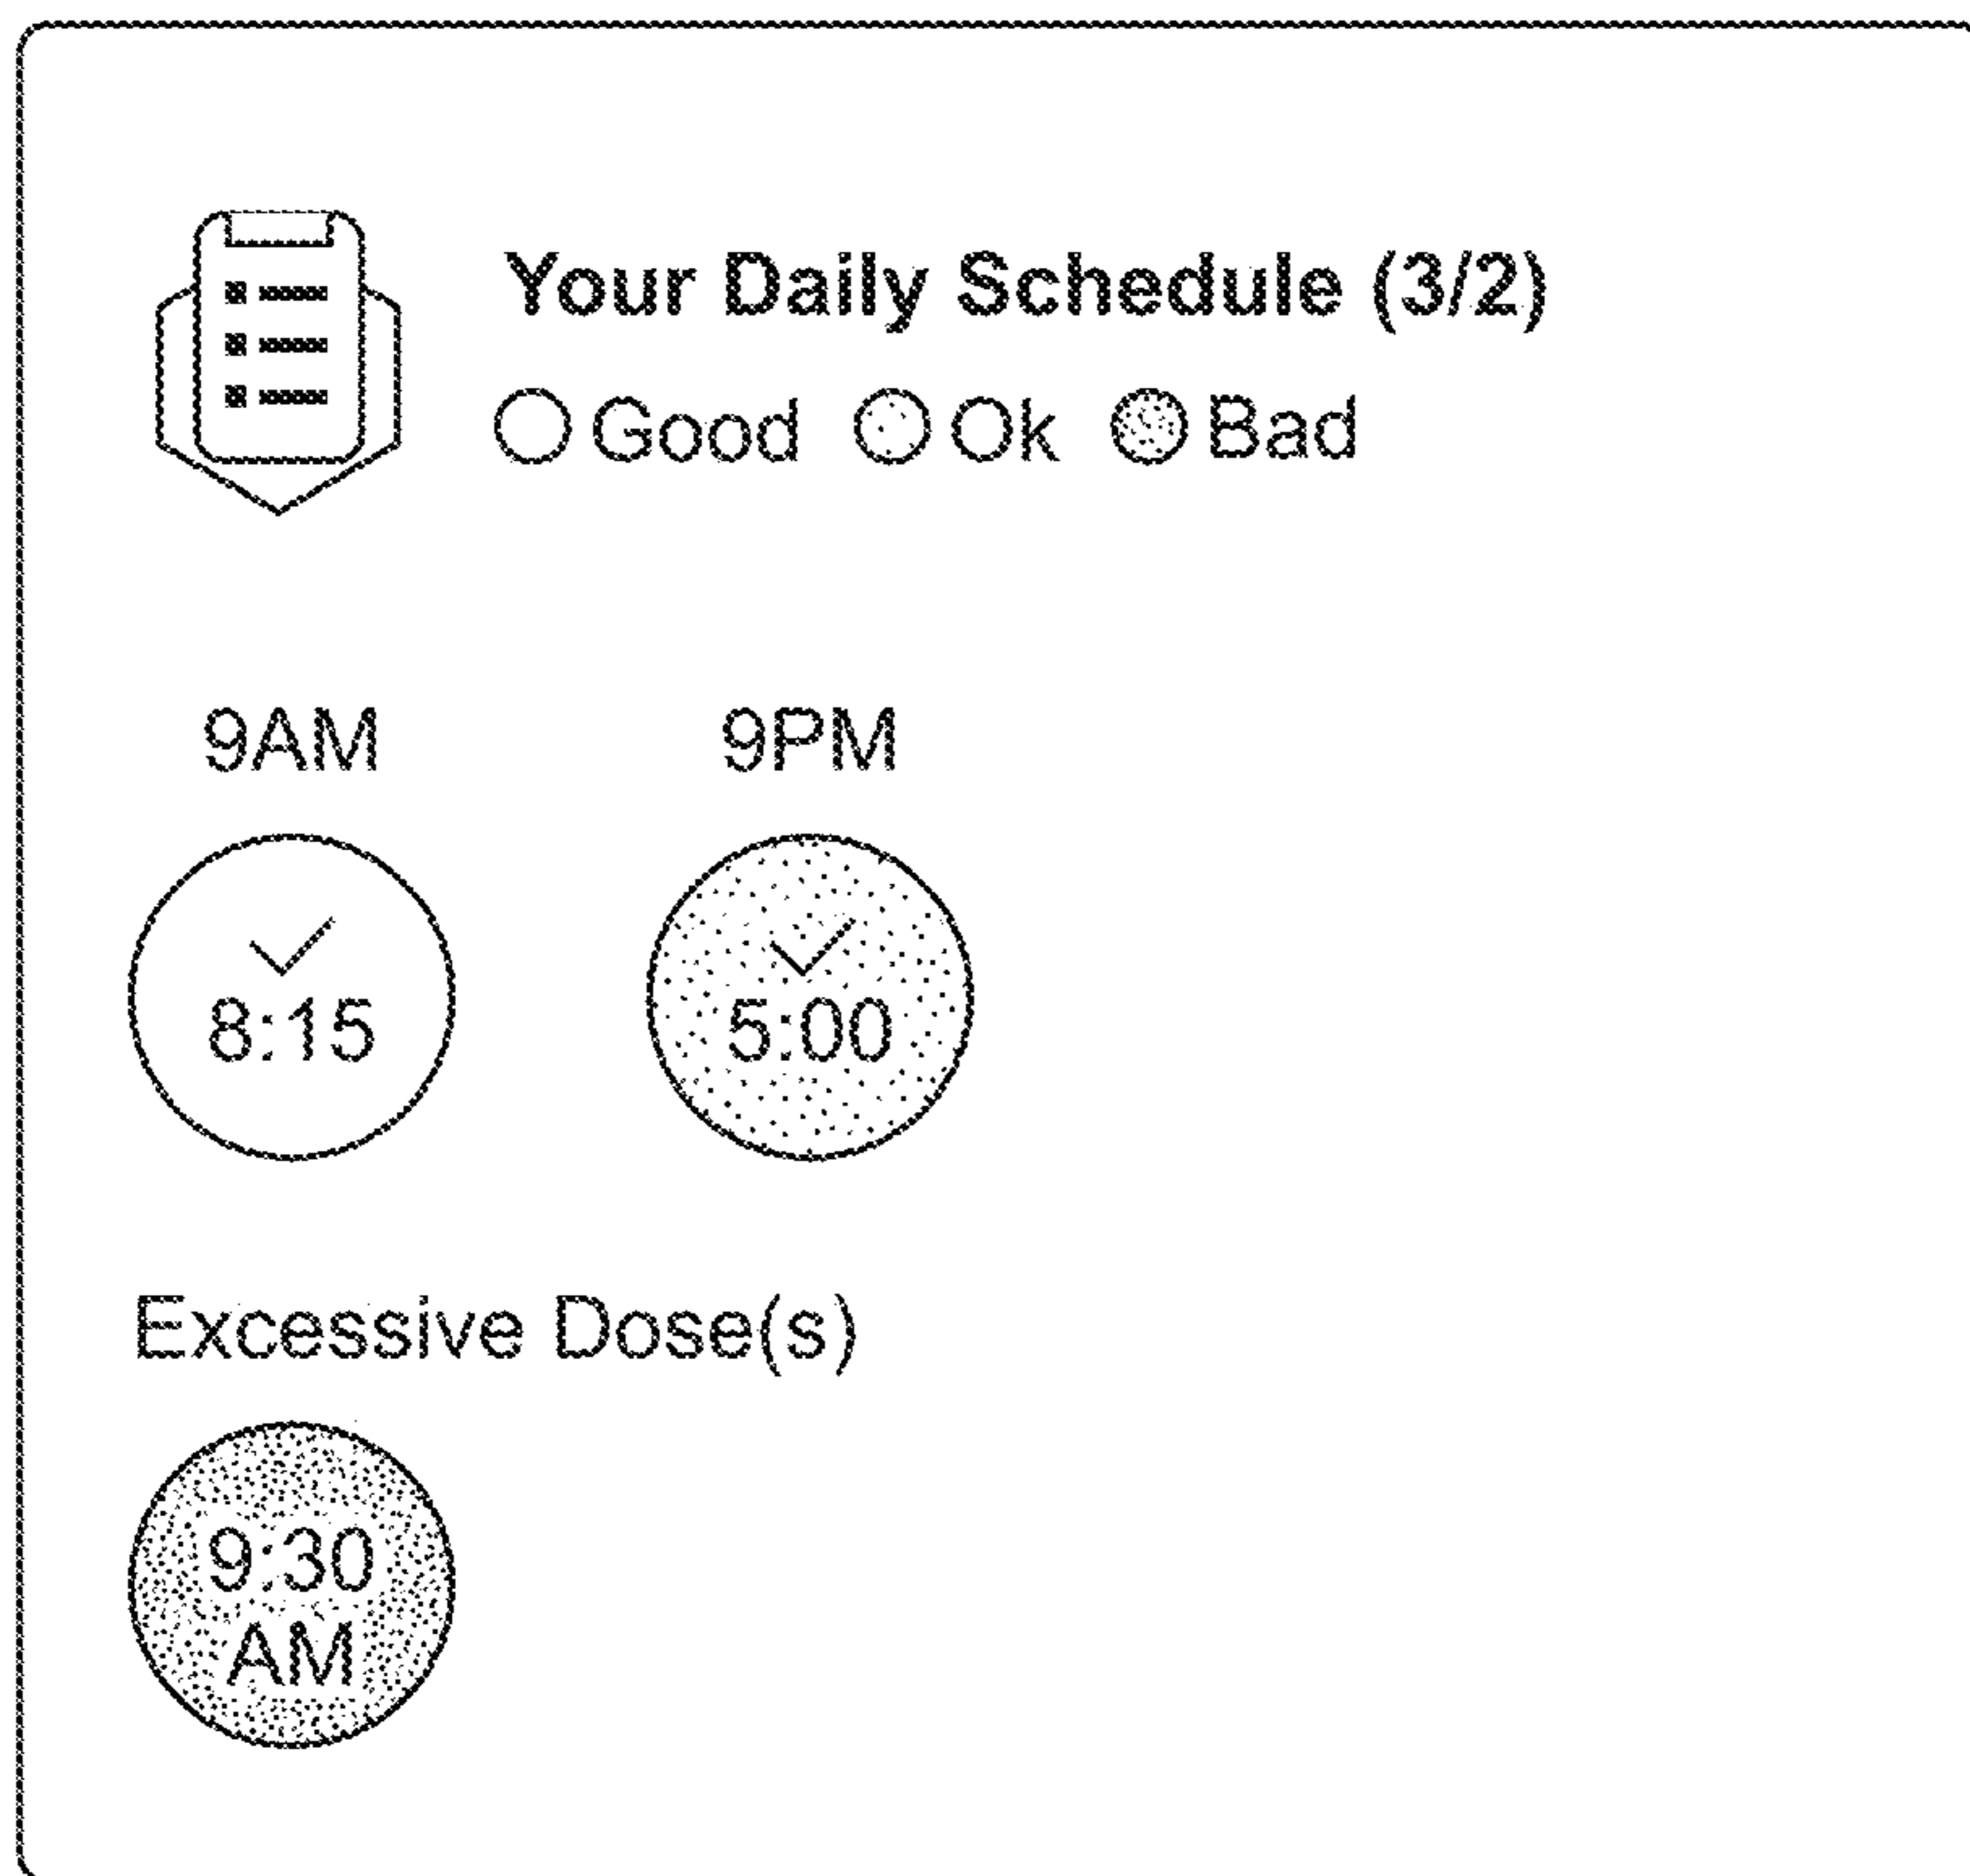 Your Daily Schedule (3/2)
Good Ok Bad
9AM 9PM
8:15 5:00
Excessive Dose(s)
9:30
AM